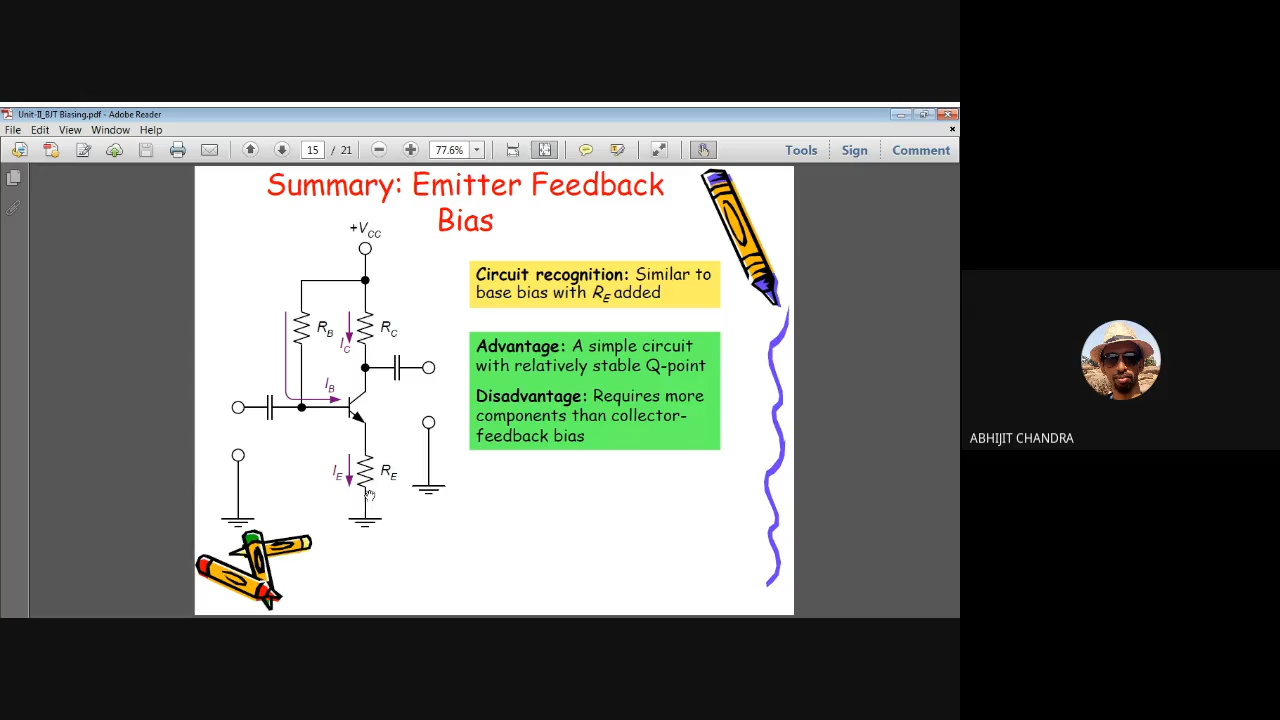 Unit-II_BJT Biasing.pdf - Adobe Reader
File Edit View Window Help
15 / 21 77.6% Tools Sign Comment
Summary: Emitter Feedback
Bias
+VCC
RB
RC
IC
IB
IE
RE
Circuit recognition: Similar to
base bias with RE added
Advantage: A simple circuit
with relatively stable Q-point
Disadvantage: Requires more
components than collector-
feedback bias
ABHIJIT CHANDRA